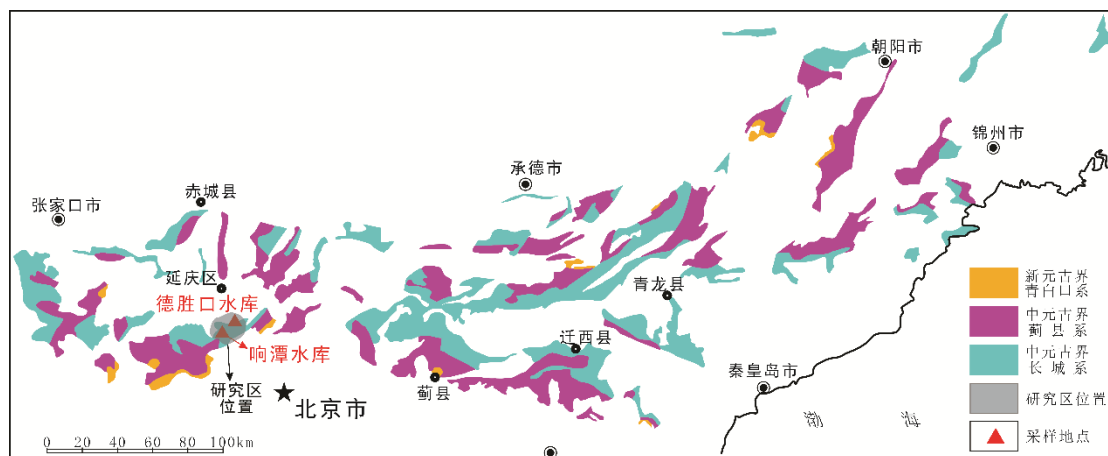 朝阳市
锦州市
承德市
赤城县
张家口市
延庆区
德胜口水库
青龙县
响潭水库
迁西县
研究区
位置
北京市
蓟县
秦皇岛市
渤 海
新元古界
青白口系
中元古界
蓟县系
中元古界
长城系
研究区位置
采样地点
0 20 40 60 80 100km